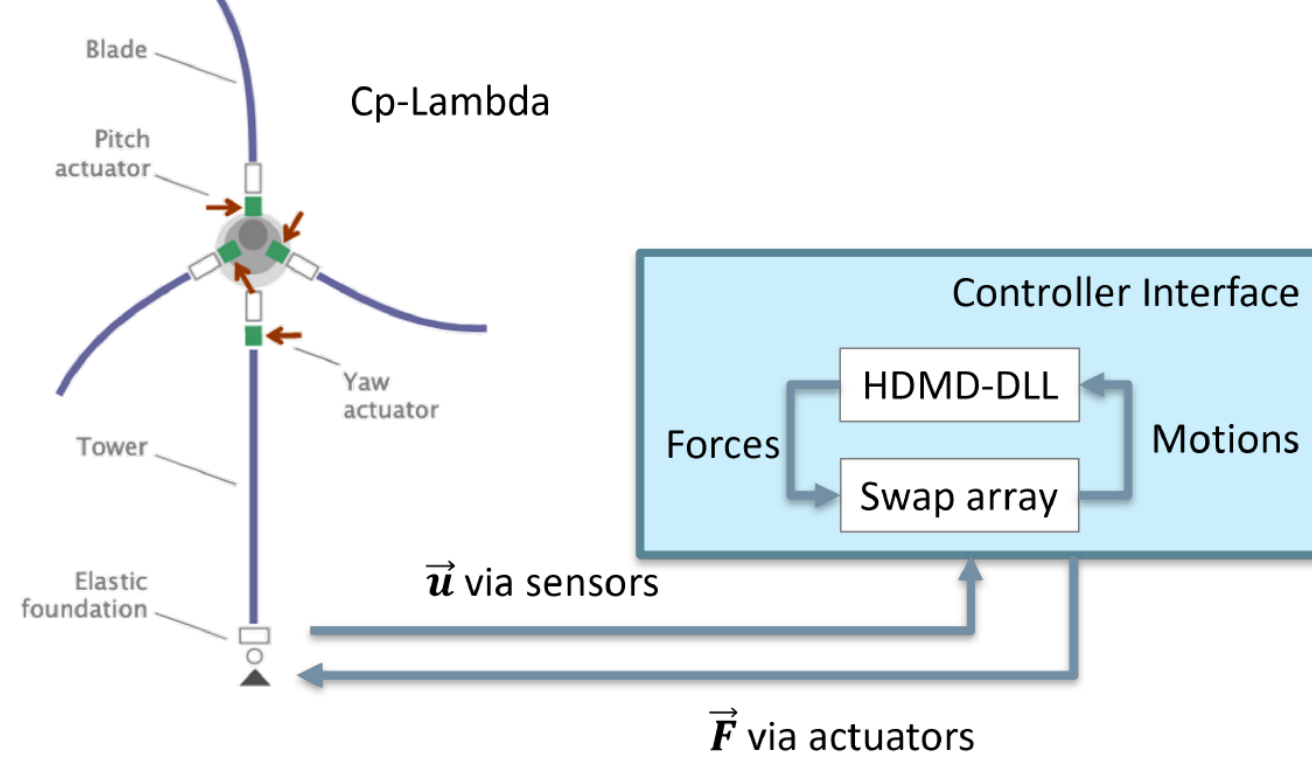 Blade
Cp-Lambda
Pitch
actuator
Controller Interface
HDMD-DLL
Yaw
actuator
Forces
Motions
Tower
Swap array
Elastic
foundation
u⃗ via sensors
F⃗ via actuators